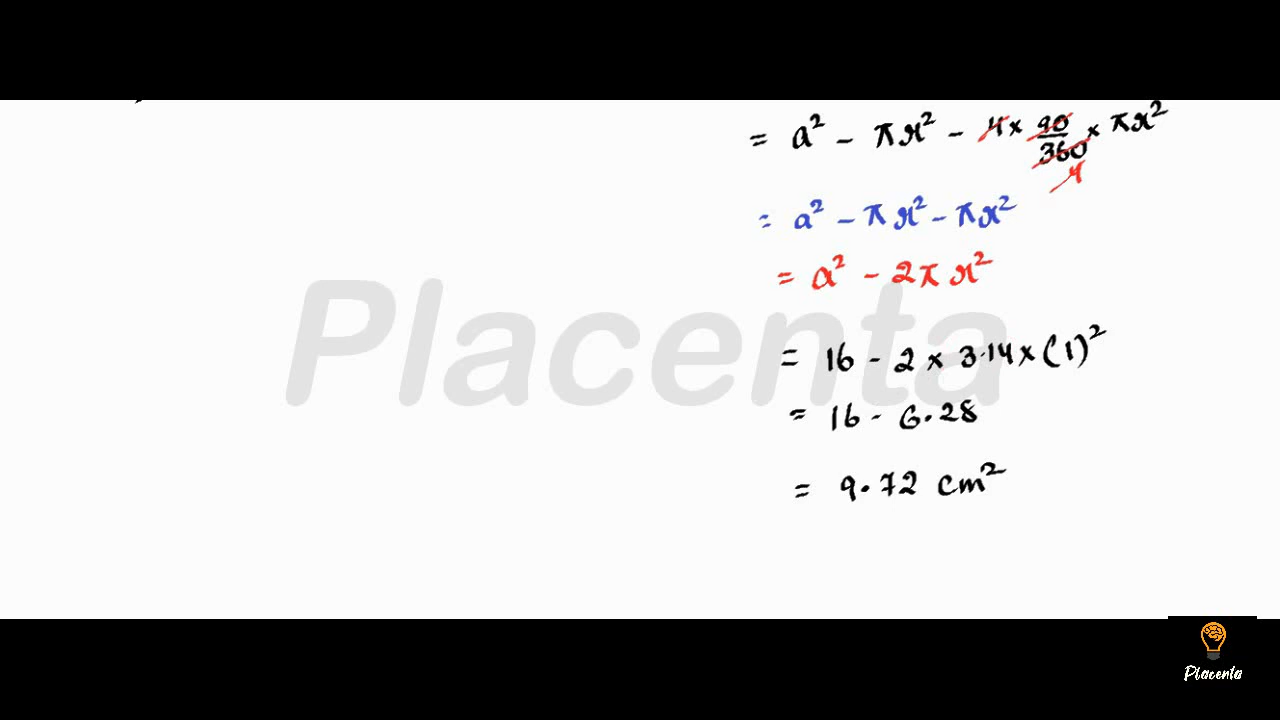 = a² - πr² - 4 × 90/360 × πr²
4
= a² - πr² - πr²
= a² - 2πr²
= 16 - 2 × 3.14 × (1)²
= 16 - 6.28
= 9.72 cm²
Placenta
Placenta